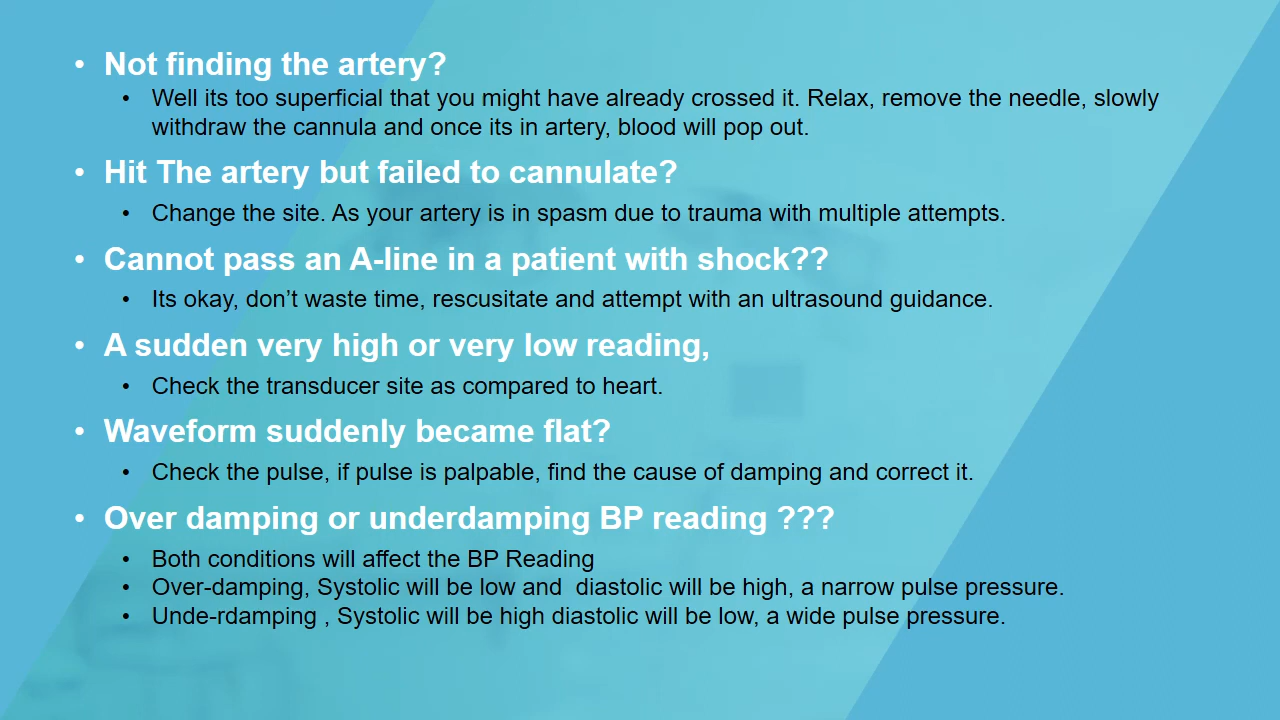 • Not finding the artery?
• Well its too superficial that you might have already crossed it. Relax, remove the needle, slowly
withdraw the cannula and once its in artery, blood will pop out.
• Hit The artery but failed to cannulate?
• Change the site. As your artery is in spasm due to trauma with multiple attempts.
• Cannot pass an A-line in a patient with shock??
• Its okay, don’t waste time, rescusitate and attempt with an ultrasound guidance.
• A sudden very high or very low reading,
• Check the transducer site as compared to heart.
• Waveform suddenly became flat?
• Check the pulse, if pulse is palpable, find the cause of damping and correct it.
• Over damping or underdamping BP reading ???
• Both conditions will affect the BP Reading
• Over-damping, Systolic will be low and  diastolic will be high, a narrow pulse pressure.
• Unde-rdamping , Systolic will be high diastolic will be low, a wide pulse pressure.